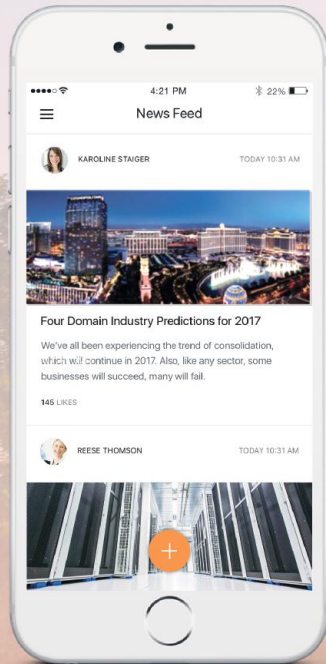 4:21 PM
22%
News Feed
KAROLINE STAIGER
TODAY 10:31 AM
Four Domain Industry Predictions for 2017
We've all been experiencing the trend of consolidation,
which will continue in 2017. Also, like any sector, some
businesses will succeed, many will fail.
145 LIKES
REESE THOMSON
TODAY 10:31 AM